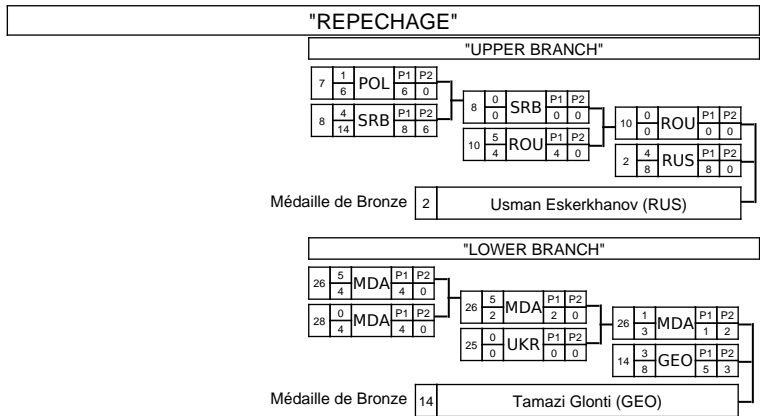 "REPECHAGE"
"UPPER BRANCH"
7 1 POL P1 P2
6 6 0
8 4 SRB P1 P2
14 8 6
8 0 SRB P1 P2
0 0 0
10 5 ROU P1 P2
4 4 0
10 0 ROU P1 P2
0 0 0
2 4 RUS P1 P2
8 8 0
Médaille de Bronze 2 Usman Eskerkhanov (RUS)
"LOWER BRANCH"
26 5 MDA P1 P2
4 4 0
28 0 MDA P1 P2
4 4 0
26 5 MDA P1 P2
2 2 0
25 0 UKR P1 P2
0 0 0
26 1 MDA P1 P2
3 1 2
14 3 GEO P1 P2
8 5 3
Médaille de Bronze 14 Tamazi Glonti (GEO)